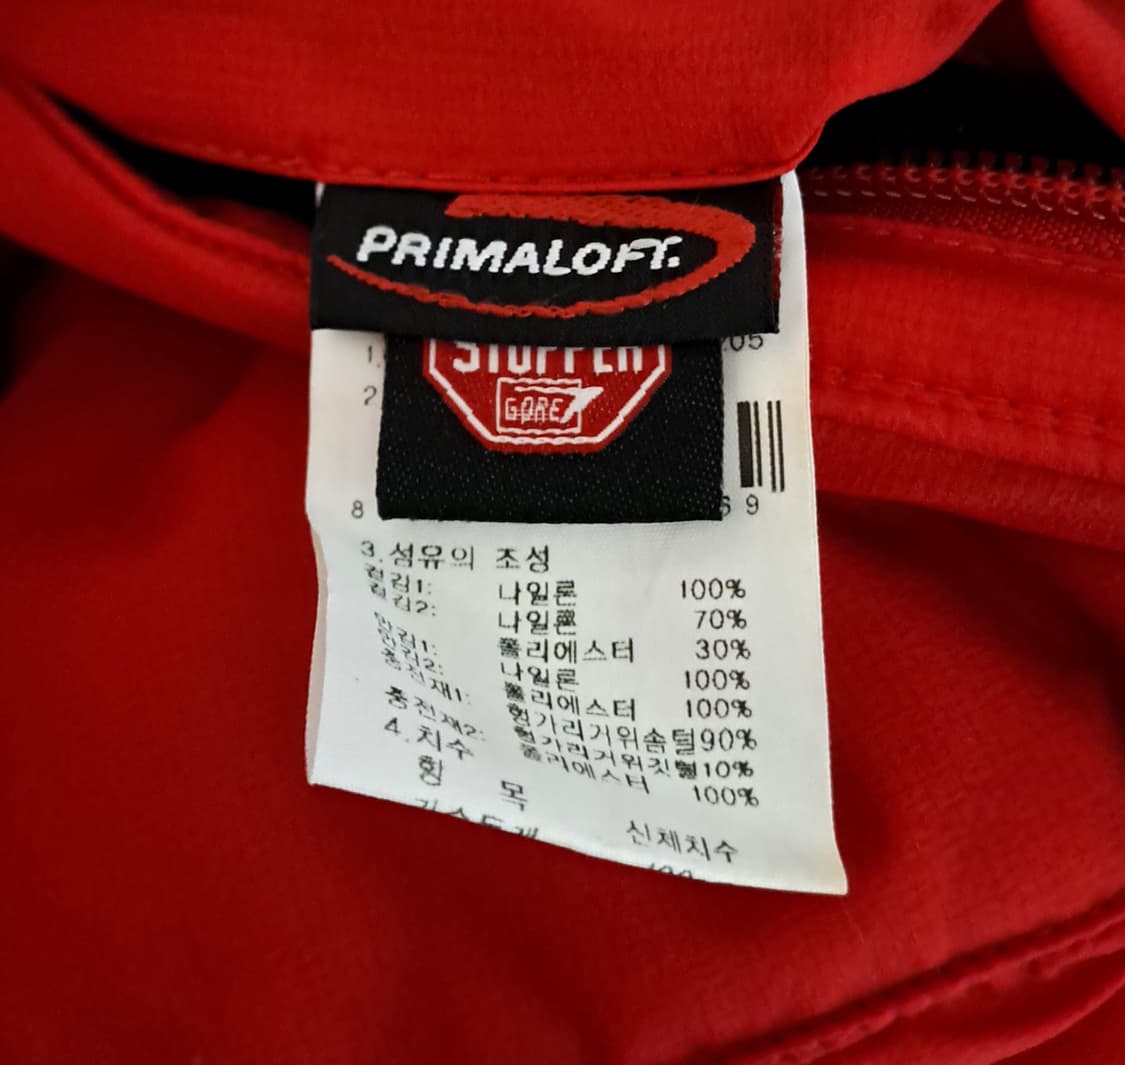 PRIMALOFT.
STOPPER
GORE
1.
05
2
8
6 9
3.섬유의 조성
겉감1: 나일론 100%
겉감2: 나일론 70%
폴리에스터 30%
안감1: 나일론 100%
안감2: 폴리에스터 100%
충전재1: 헝가리거위솜털90%
헝가리거위깃털10%
충전재2: 폴리에스터 100%
4.치수
항 목 신체치수